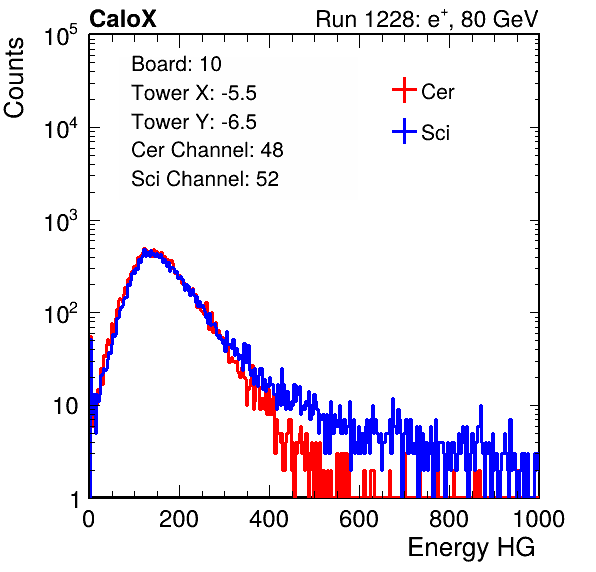 CaloX Run 1228: e⁺, 80 GeV
Counts
10⁵
10⁴
10³
10²
10
1
Board: 10
Tower X: -5.5
Tower Y: -6.5
Cer Channel: 48
Sci Channel: 52
Cer
Sci
0 200 400 600 800 1000
Energy HG